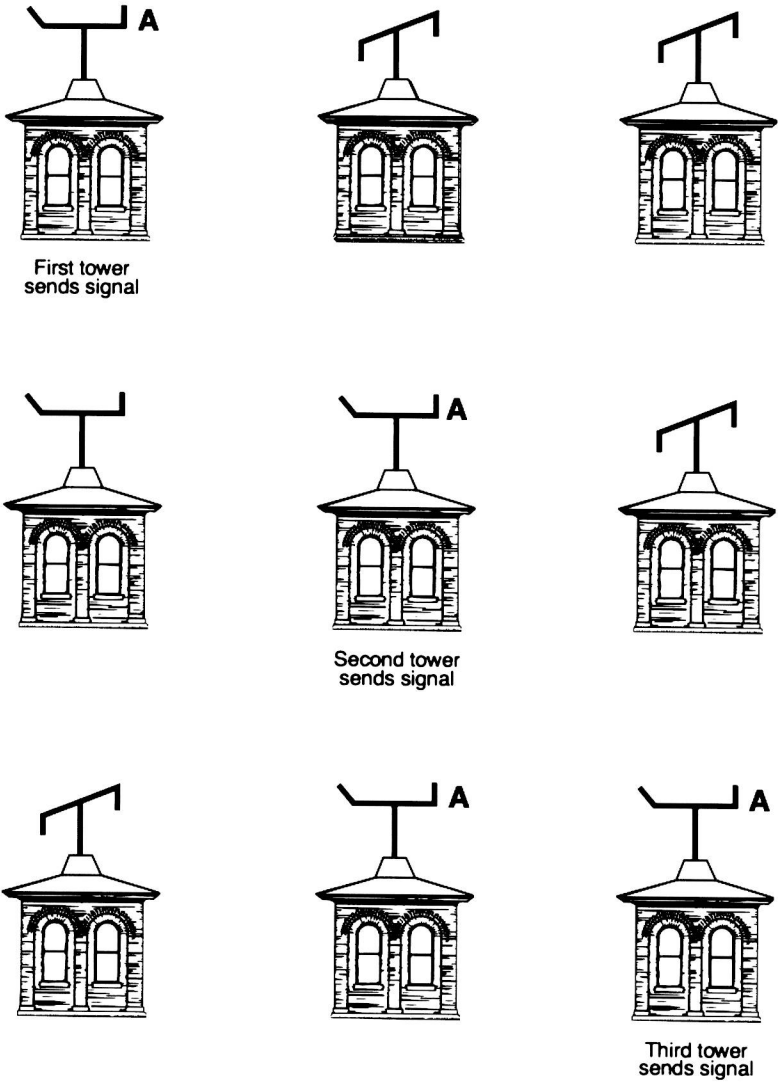 A
First tower
sends signal
A
Second tower
sends signal
A
A
Third tower
sends signal